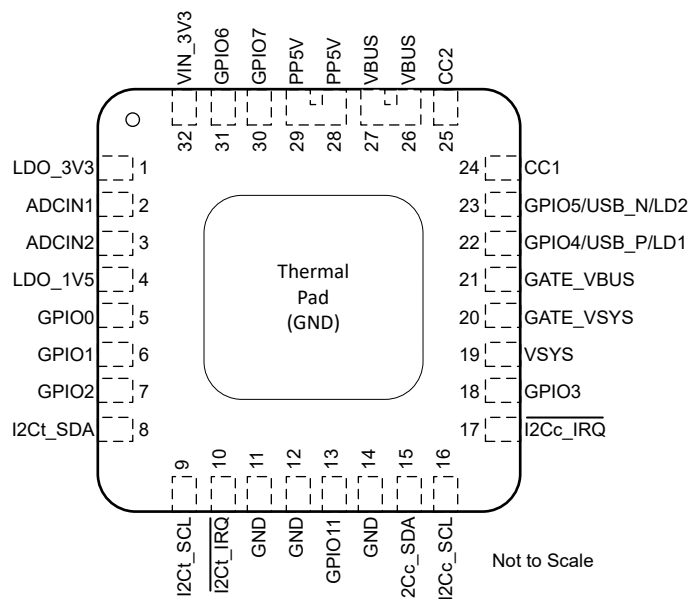 VIN_3V3
GPIO6
GPIO7
PP5V
PP5V
VBUS
VBUS
CC2
32
31
30
29
28
27
26
25
LDO_3V3 1
ADCIN1 2
ADCIN2 3
LDO_1V5 4
GPIO0 5
GPIO1 6
GPIO2 7
I2Ct_SDA 8
Thermal
Pad
(GND)
24 CC1
23 GPIO5/USB_N/LD2
22 GPIO4/USB_P/LD1
21 GATE_VBUS
20 GATE_VSYS
19 VSYS
18 GPIO3
17 I2Cc_IRQ
9
10
11
12
13
14
15
16
I2Ct_SCL
I2Ct_IRQ
GND
GND
GPIO11
GND
2Cc_SDA
I2Cc_SCL
Not to Scale